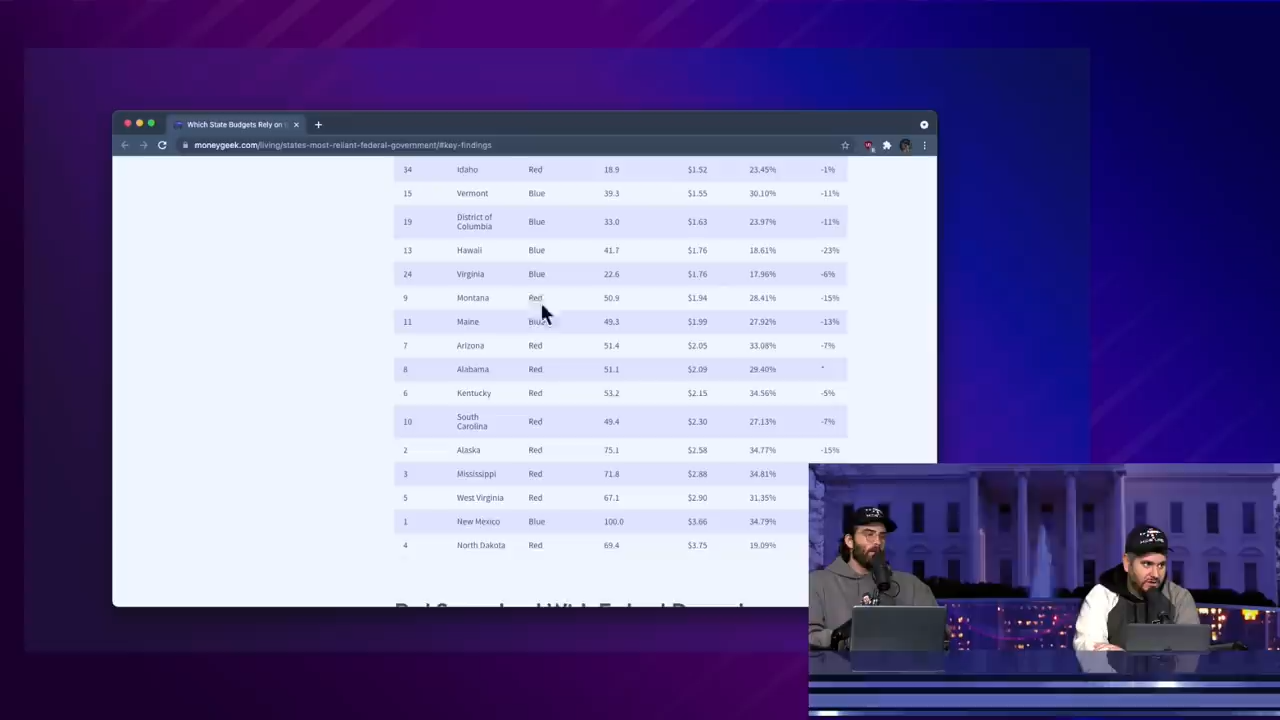 Which State Budgets Rely on
moneygeek.com/living/states-most-reliant-federal-government/#key-findings
34 Idaho Red 18.9 $1.52 23.45% -1%
15 Vermont Blue 39.3 $1.55 30.10% -11%
19 District of Columbia Blue 33.0 $1.63 23.97% -11%
13 Hawaii Blue 41.7 $1.76 18.61% -23%
24 Virginia Blue 22.6 $1.76 17.96% -6%
9 Montana Red 50.9 $1.94 28.41% -15%
11 Maine Blue 49.3 $1.99 27.92% -13%
7 Arizona Red 51.4 $2.05 33.08% -7%
8 Alabama Red 51.1 $2.09 29.40% *
6 Kentucky Red 53.2 $2.15 34.56% -5%
10 South Carolina Red 49.4 $2.30 27.13% -7%
2 Alaska Red 75.1 $2.58 34.77% -15%
3 Mississippi Red 71.8 $2.88 34.81%
5 West Virginia Red 67.1 $2.90 31.35%
1 New Mexico Blue 100.0 $3.66 34.79%
4 North Dakota Red 69.4 $3.75 19.09%